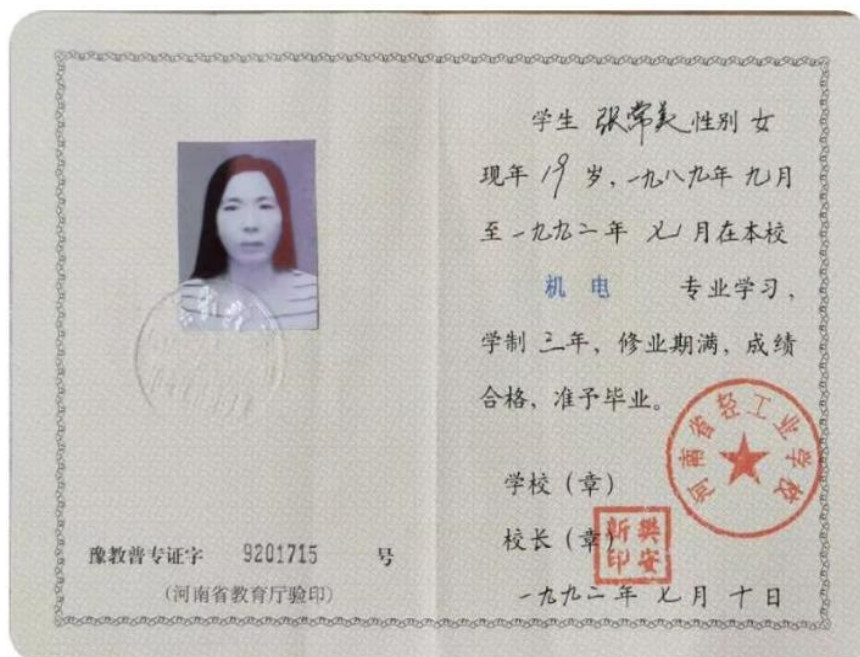 豫教普专证字 9201715 号
(河南省教育厅验印)
学生 张常美 性别 女
现年 19 岁，一九八九年 九月
至 一九九二年 七月在本校
机电 专业学习，
学制 三年，修业期满、成绩
合格、准予毕业。
学校（章）
校长（章）
一九九二年 七月 十日
河南省轻工业学校
樊安新印